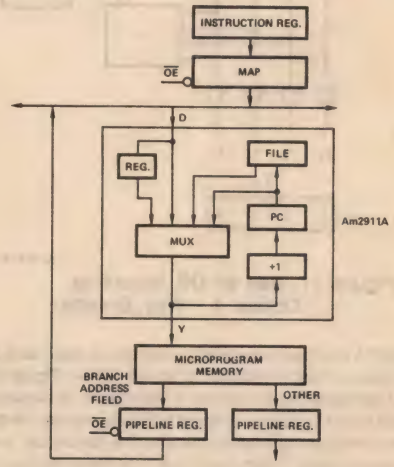 INSTRUCTION REG.
OE
MAP
D
REG.
FILE
PC
Am2911A
MUX
+1
Y
MICROPROGRAM
MEMORY
BRANCH
ADDRESS
FIELD
OTHER
OE
PIPELINE REG.
PIPELINE REG.